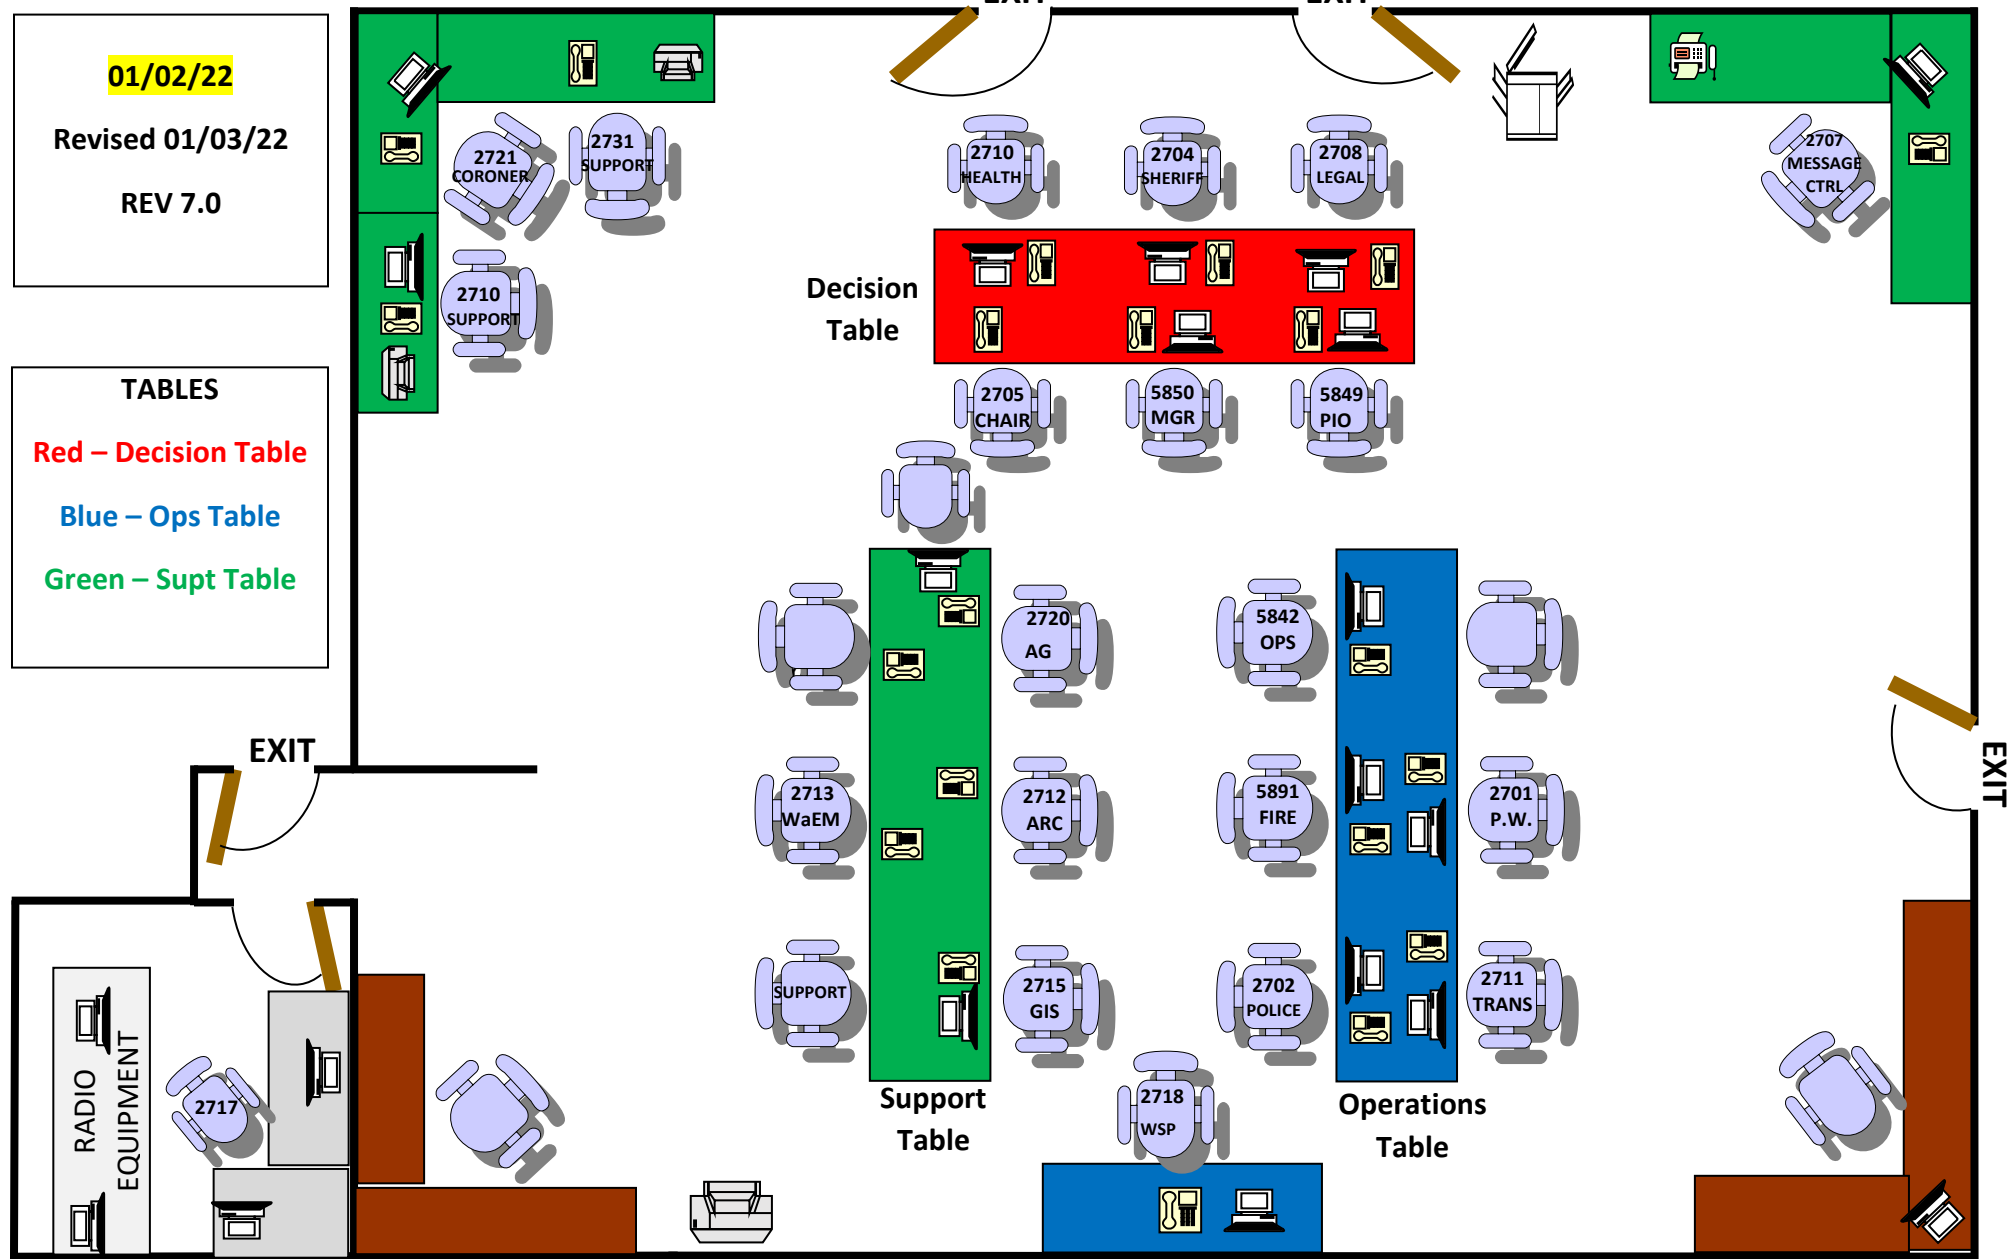 EXIT
EXIT
01/02/22
Revised 01/03/22
REV 7.0
2721
CORONER
2731
SUPPORT
2710
HEALTH
2704
SHERIFF
2708
LEGAL
2707
MESSAGE
CTRL
2710
SUPPORT
Decision
Table
TABLES
Red – Decision Table
Blue – Ops Table
Green – Supt Table
2705
CHAIR
5850
MGR
5849
PIO
2720
AG
5842
OPS
EXIT
EXIT
2713
WaEM
2712
ARC
5891
FIRE
2701
P.W.
SUPPORT
2715
GIS
2702
POLICE
2711
TRANS
RADIO
EQUIPMENT
2717
Support
Table
2718
WSP
Operations
Table